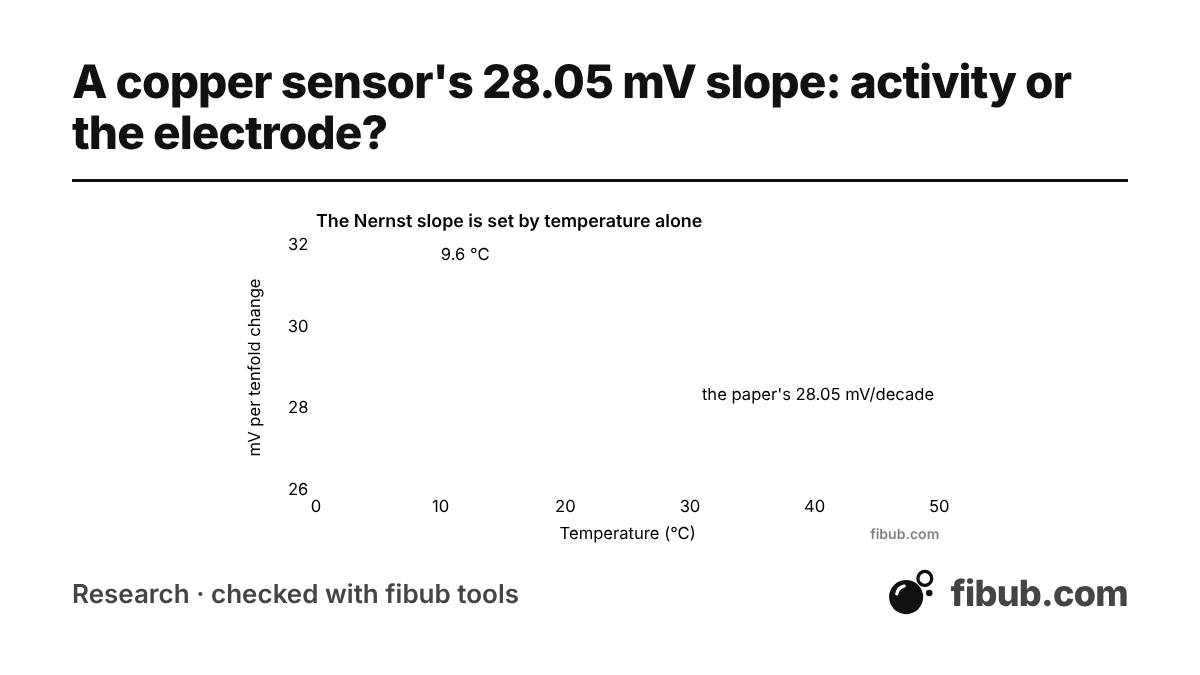 A copper sensor's 28.05 mV slope: activity or
the electrode?
The Nernst slope is set by temperature alone
32
9.6 °C
30
mV per tenfold change
the paper's 28.05 mV/decade
28
26
0 10 20 30 40 50
Temperature (°C)
fibub.com
Research · checked with fibub tools
fibub.com